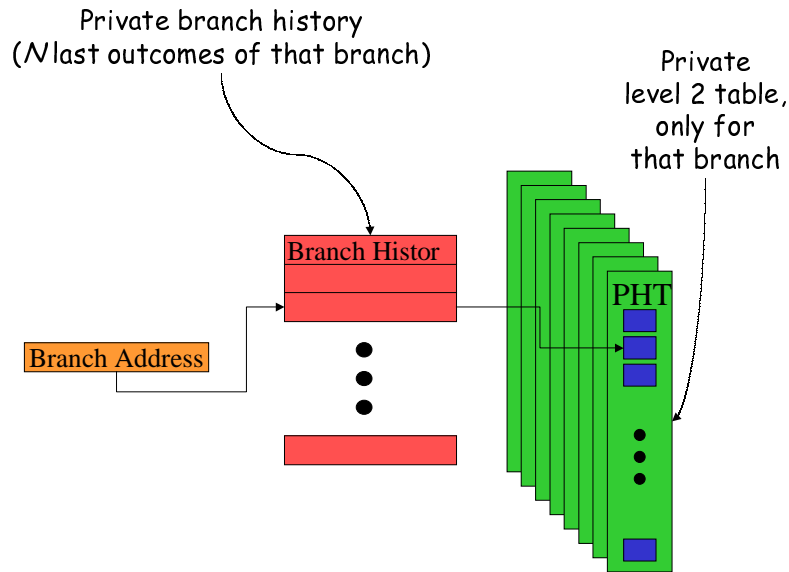 Private branch history
(N last outcomes of that branch)
Private
level 2 table,
only for
that branch
Branch Histor
PHT
Branch Address